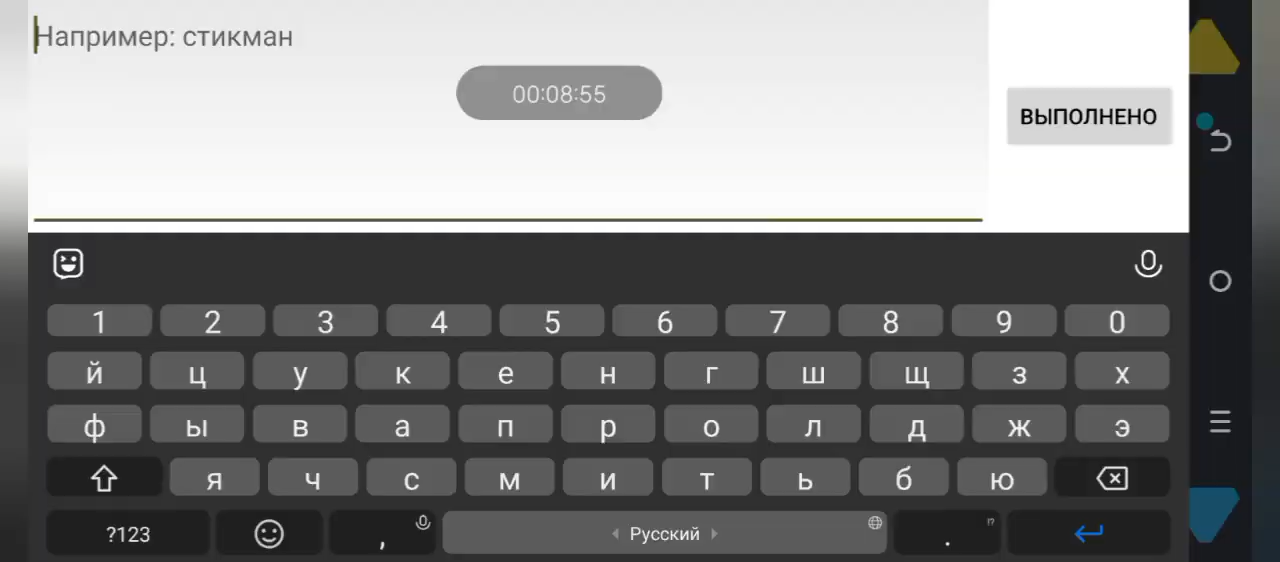 Например: стикман
00:08:55
ВЫПОЛНЕНО
1 2 3 4 5 6 7 8 9 0
й ц у к е н г ш щ з х
ф ы в а п р о л д ж э
я ч с м и т ь б ю
?123 , Русский . !?